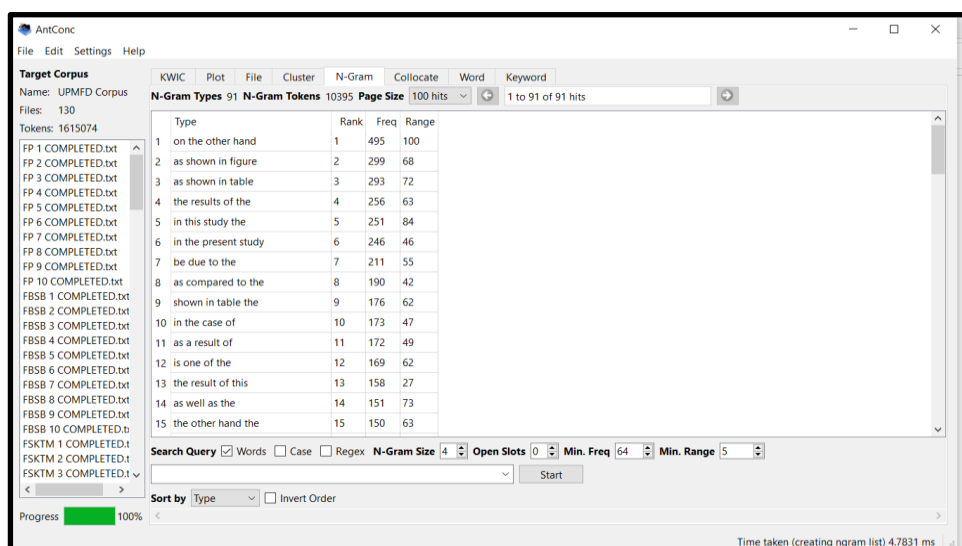 AntConc
File Edit Settings Help
Target Corpus
Name: UPMFD Corpus
Files: 130
Tokens: 1615074
FP 1 COMPLETED.txt
FP 2 COMPLETED.txt
FP 3 COMPLETED.txt
FP 4 COMPLETED.txt
FP 5 COMPLETED.txt
FP 6 COMPLETED.txt
FP 7 COMPLETED.txt
FP 8 COMPLETED.txt
FP 9 COMPLETED.txt
FP 10 COMPLETED.txt
FBSB 1 COMPLETED.txt
FBSB 2 COMPLETED.txt
FBSB 3 COMPLETED.txt
FBSB 4 COMPLETED.txt
FBSB 5 COMPLETED.txt
FBSB 6 COMPLETED.txt
FBSB 7 COMPLETED.txt
FBSB 8 COMPLETED.txt
FBSB 9 COMPLETED.txt
FBSB 10 COMPLETED.t
FSKTM 1 COMPLETED.t
FSKTM 2 COMPLETED.t
FSKTM 3 COMPLETED.t
Progress 100%
KWIC Plot File Cluster N-Gram Collocate Word Keyword
N-Gram Types 91 N-Gram Tokens 10395 Page Size 100 hits 1 to 91 of 91 hits
Type Rank Freq Range
1 on the other hand 1 495 100
2 as shown in figure 2 299 68
3 as shown in table 3 293 72
4 the results of the 4 256 63
5 in this study the 5 251 84
6 in the present study 6 246 46
7 be due to the 7 211 55
8 as compared to the 8 190 42
9 shown in table the 9 176 62
10 in the case of 10 173 47
11 as a result of 11 172 49
12 is one of the 12 169 62
13 the result of this 13 158 27
14 as well as the 14 151 73
15 the other hand the 15 150 63
Search Query Words Case Regex N-Gram Size 4 Open Slots 0 Min. Freq 64 Min. Range 5
Start
Sort by Type Invert Order
Time taken (creating ngram list) 4.7831 ms